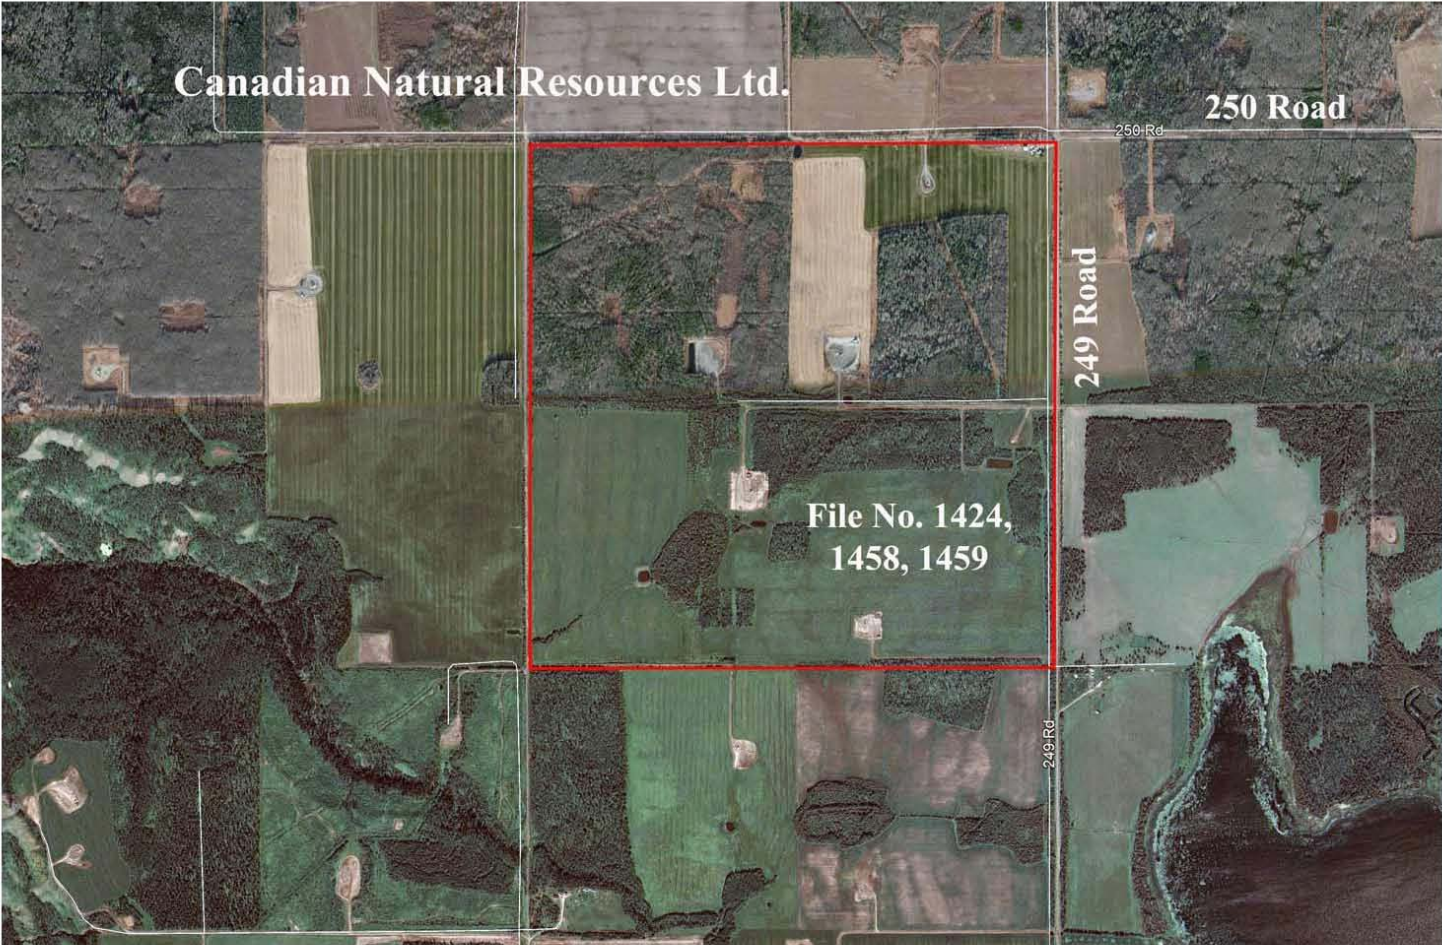 Canadian Natural Resources Ltd.
250 Road
250 Rd
249 Road
File No. 1424,
1458, 1459
249 Rd